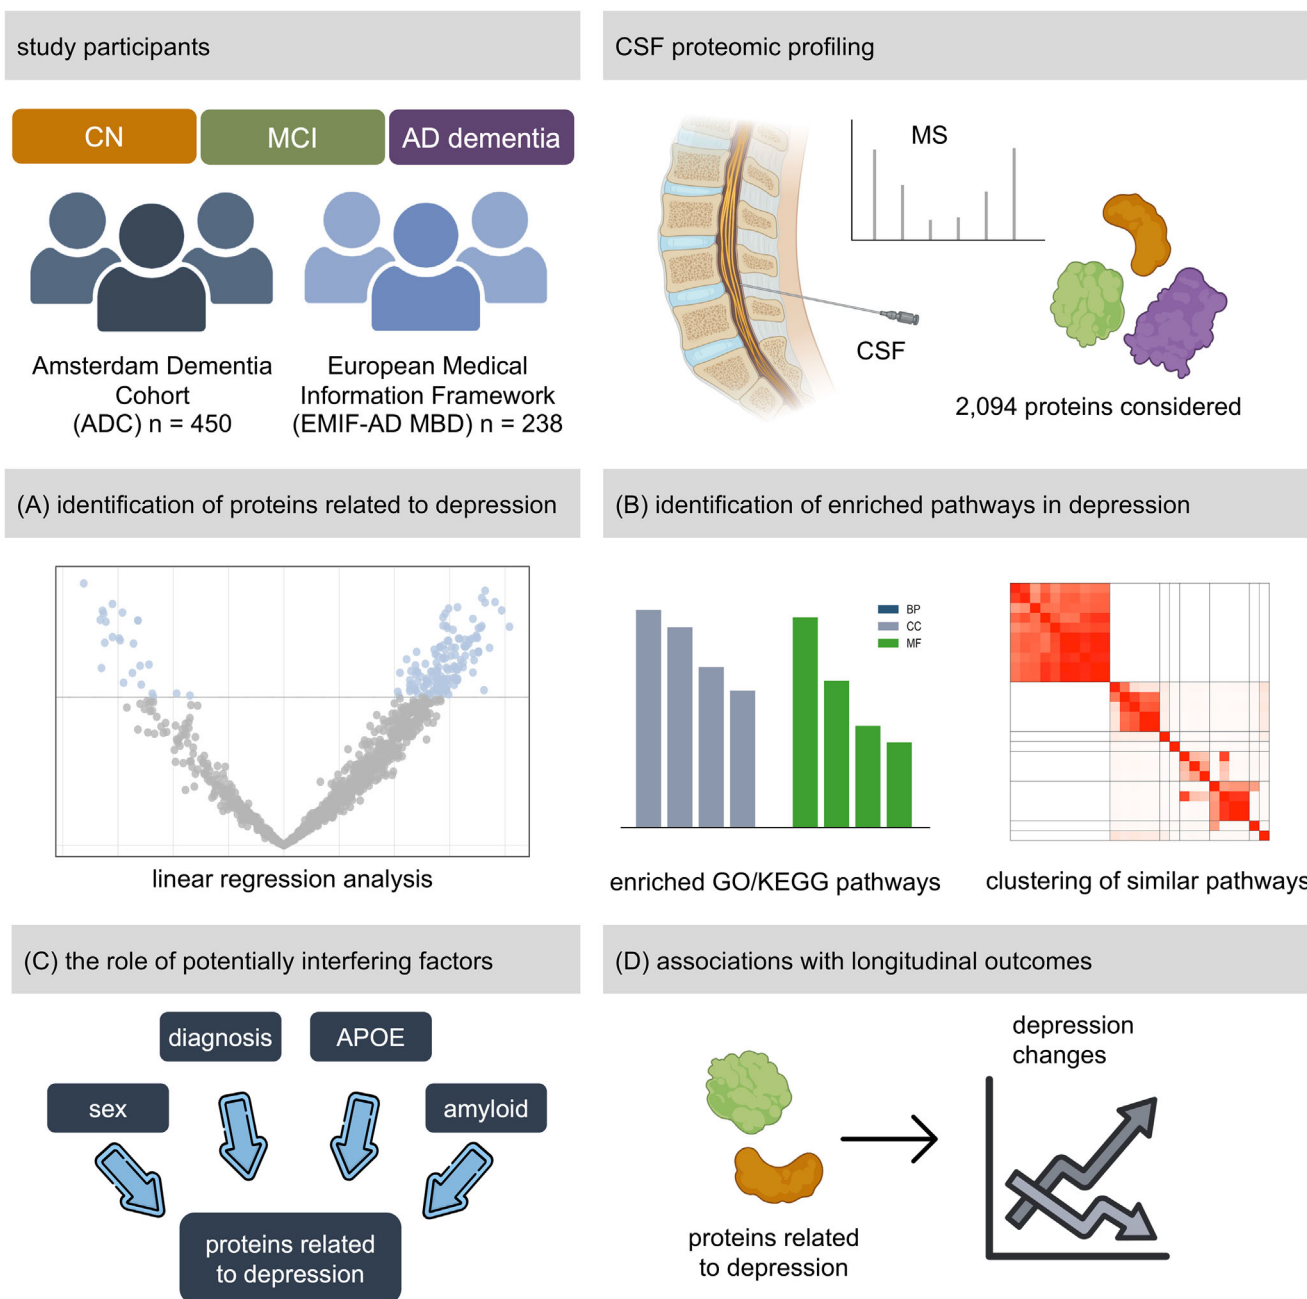 study participants
CN
MCI
AD dementia
Amsterdam Dementia
Cohort
(ADC) n = 450
European Medical
Information Framework
(EMIF-AD MBD) n = 238
CSF proteomic profiling
MS
CSF
2,094 proteins considered
(A) identification of proteins related to depression
linear regression analysis
(B) identification of enriched pathways in depression
BP
CC
MF
enriched GO/KEGG pathways
clustering of similar pathways
(C) the role of potentially interfering factors
diagnosis
APOE
sex
amyloid
proteins related
to depression
(D) associations with longitudinal outcomes
depression
changes
proteins related
to depression